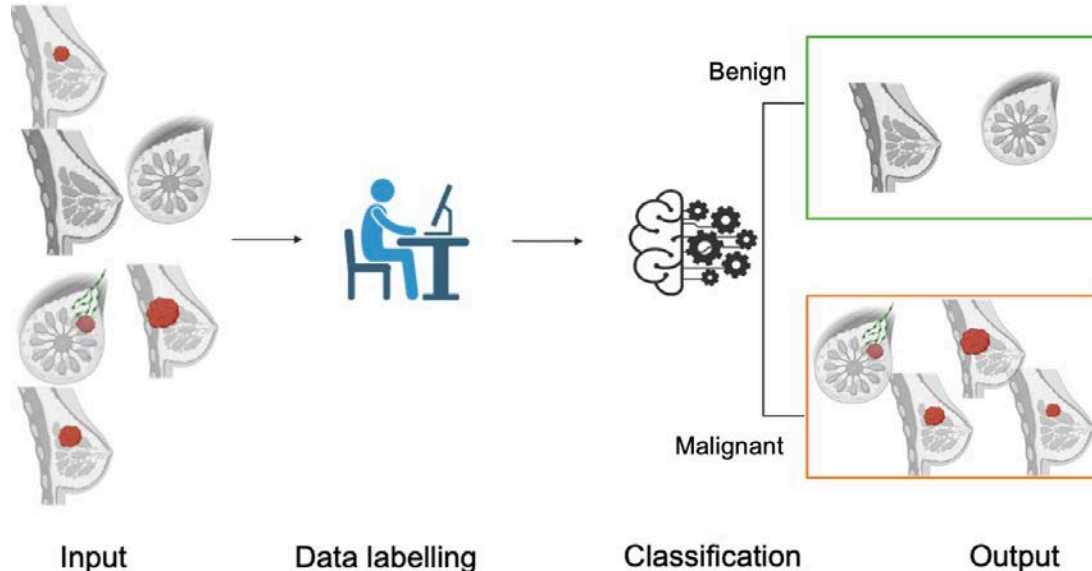 Benign
Malignant
Input
Data labelling
Classification
Output